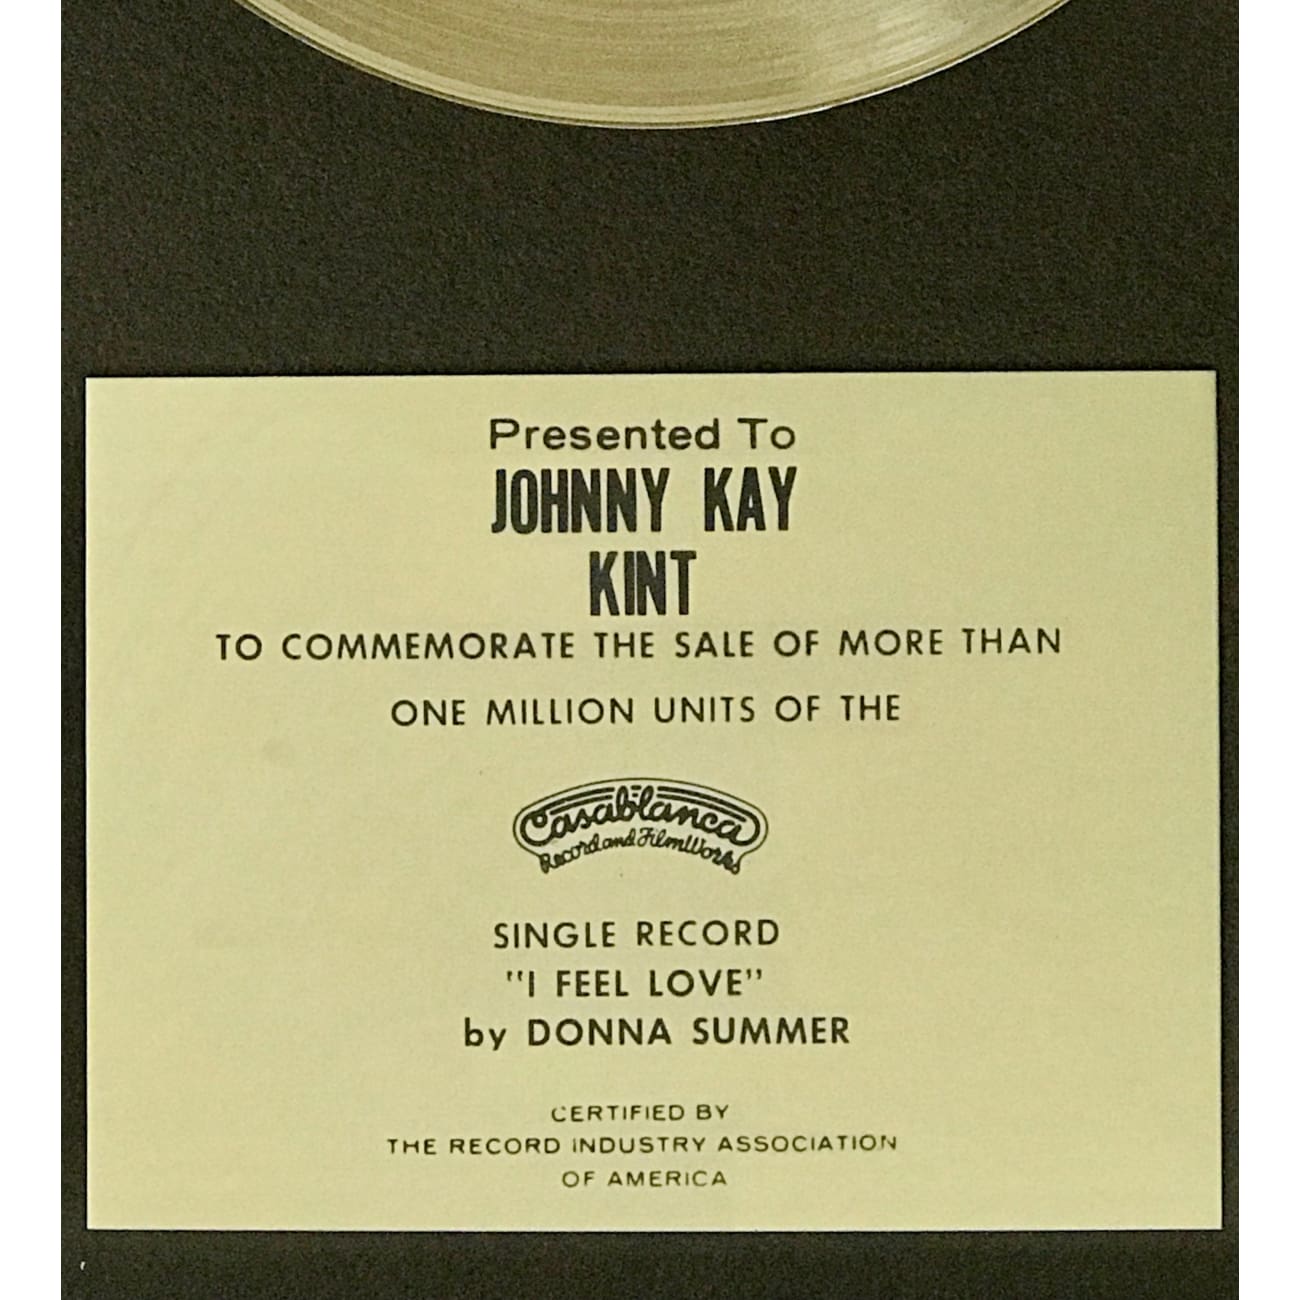 Presented To
JOHNNY KAY
KINT
TO COMMEMORATE THE SALE OF MORE THAN
ONE MILLION UNITS OF THE
Casablanca
Record and FilmWorks
SINGLE RECORD
"I FEEL LOVE"
by DONNA SUMMER
CERTIFIED BY
THE RECORD INDUSTRY ASSOCIATION
OF AMERICA